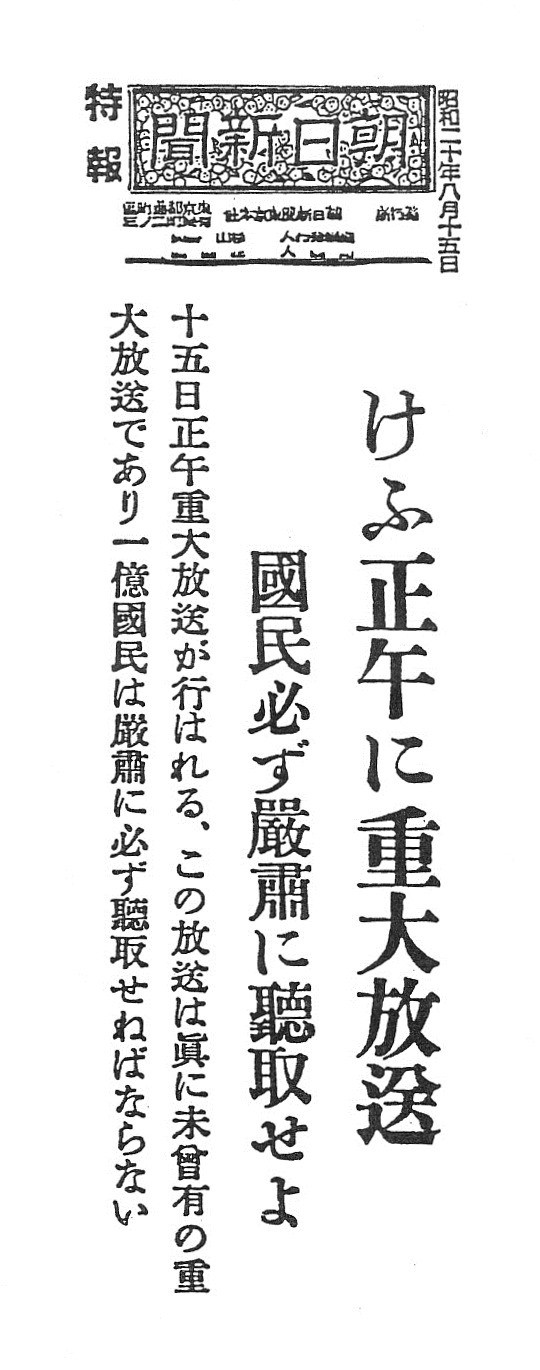 昭和二十年八月十五日
朝日新聞
特報
けふ正午に重大放送
國民必ず嚴肅に聽取せよ
十五日正午重大放送が行はれる、この放送は眞に未曾有の重
大放送であり一億國民は嚴肅に必ず聽取せねばならない